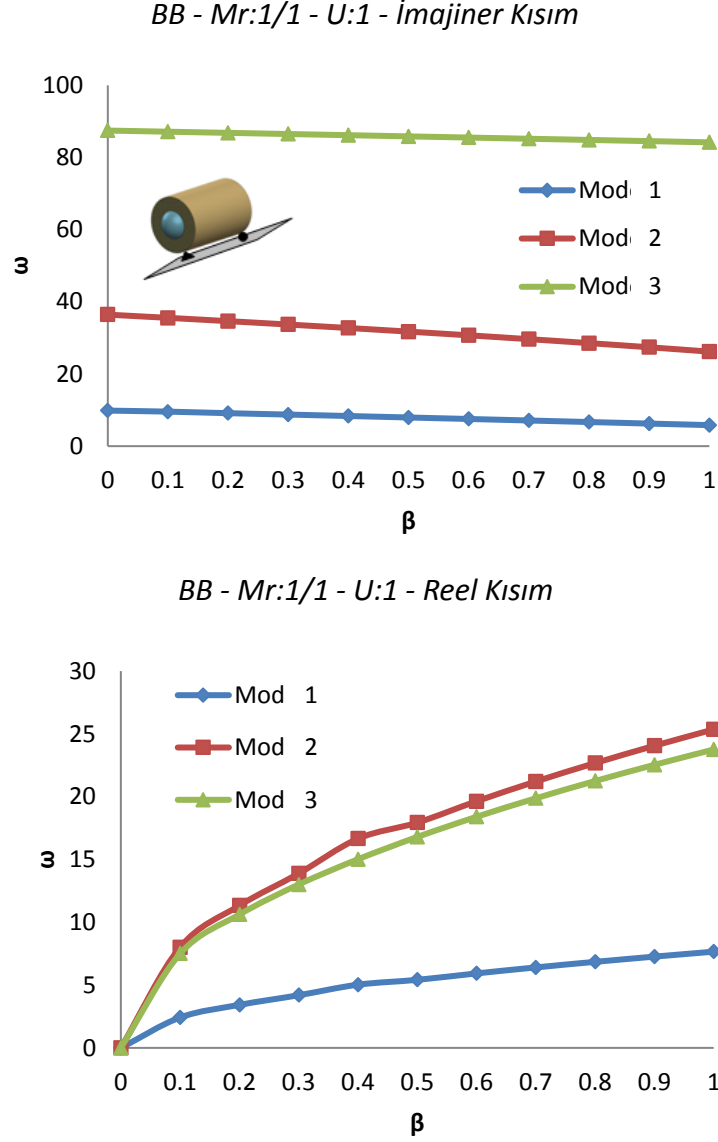 BB - Mr:1/1 - U:1 - İmajiner Kısım
100
80
60
40
20
0
ω
Mod 1
Mod 2
Mod 3
0 0.1 0.2 0.3 0.4 0.5 0.6 0.7 0.8 0.9 1
β
BB - Mr:1/1 - U:1 - Reel Kısım
30
25
20
15
10
5
0
ω
Mod 1
Mod 2
Mod 3
0 0.1 0.2 0.3 0.4 0.5 0.6 0.7 0.8 0.9 1
β